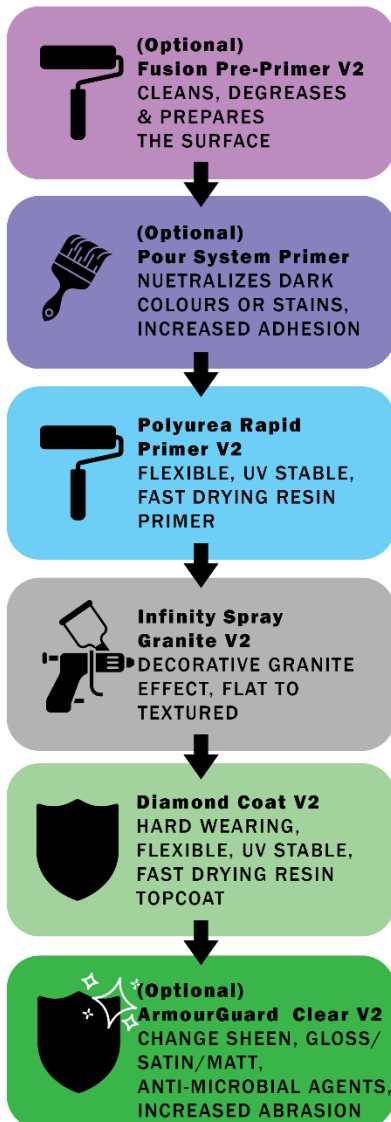 (Optional)
Fusion Pre-Primer V2
CLEANS, DEGREASES
& PREPARES
THE SURFACE
(Optional)
Pour System Primer
NUETRALIZES DARK
COLOURS OR STAINS,
INCREASED ADHESION
Polyurea Rapid
Primer V2
FLEXIBLE, UV STABLE,
FAST DRYING RESIN
PRIMER
Infinity Spray
Granite V2
DECORATIVE GRANITE
EFFECT, FLAT TO
TEXTURED
Diamond Coat V2
HARD WEARING,
FLEXIBLE, UV STABLE,
FAST DRYING RESIN
TOPCOAT
(Optional)
ArmourGuard Clear V2
CHANGE SHEEN, GLOSS/
SATIN/MATT,
ANTI-MICROBIAL AGENTS,
INCREASED ABRASION